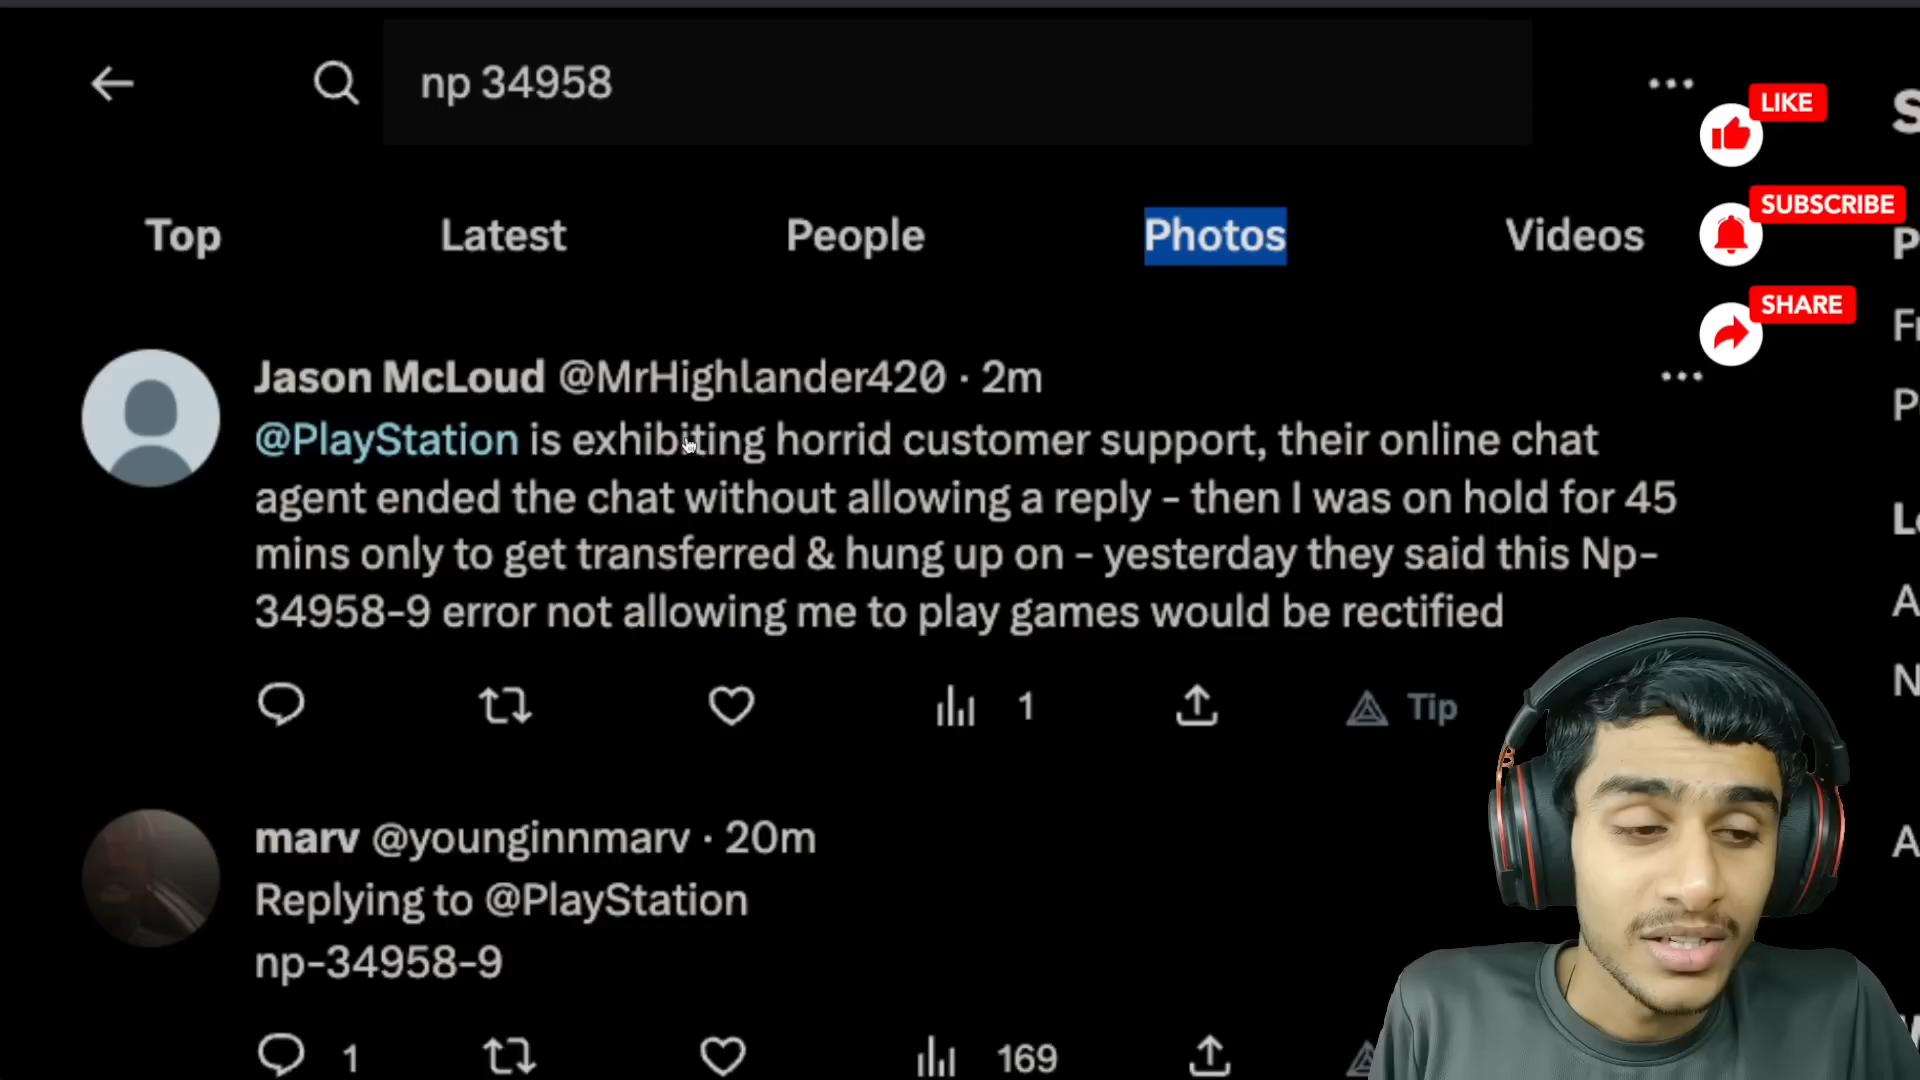 np 34958
LIKE
SUBSCRIBE
SHARE
Top Latest People Photos Videos
Jason McLoud @MrHighlander420 · 2m
@PlayStation is exhibiting horrid customer support, their online chat
agent ended the chat without allowing a reply - then I was on hold for 45
mins only to get transferred & hung up on - yesterday they said this Np-
34958-9 error not allowing me to play games would be rectified
1 Tip
marv @younginnmarv · 20m
Replying to @PlayStation
np-34958-9
1 169